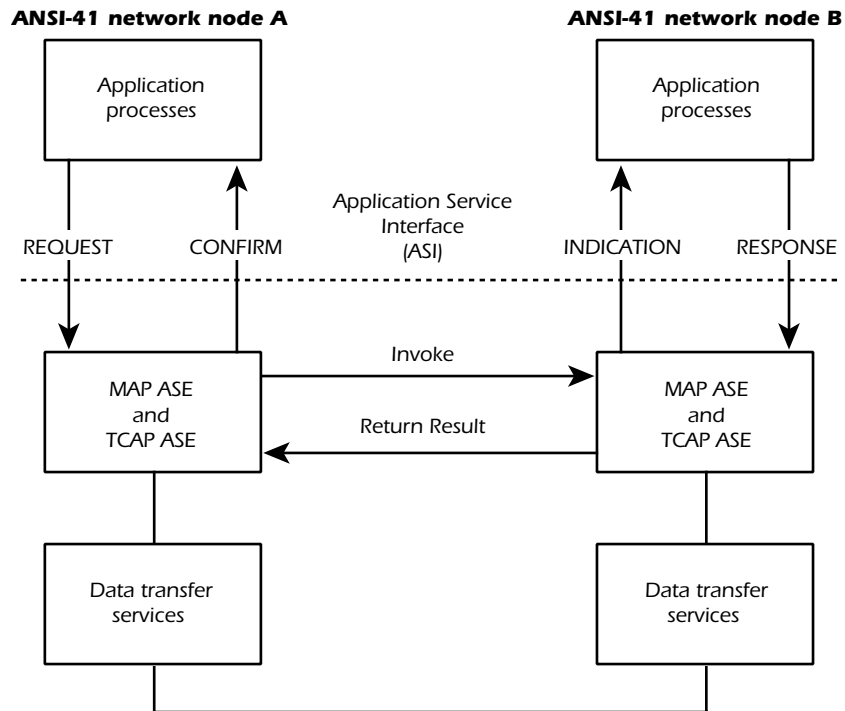 ANSI-41 network node A
ANSI-41 network node B
Application
processes
Application
processes
Application Service
Interface
(ASI)
REQUEST
CONFIRM
INDICATION
RESPONSE
Invoke
MAP ASE
and
TCAP ASE
MAP ASE
and
TCAP ASE
Return Result
Data transfer
services
Data transfer
services